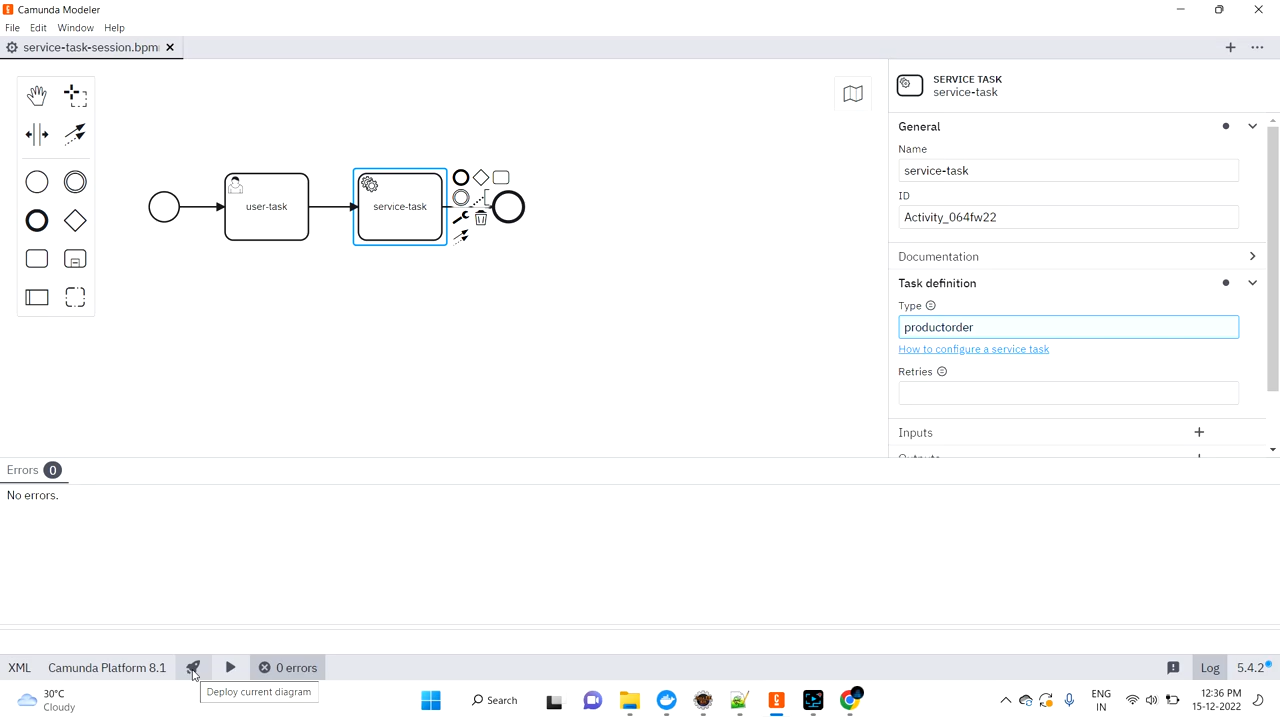 Camunda Modeler
File Edit Window Help
service-task-session.bpm
SERVICE TASK
service-task
General
Name
service-task
ID
Activity_064fw22
user-task
service-task
Documentation
Task definition
Type
productorder
How to configure a service task
Retries
Inputs
Errors 0
No errors.
XML Camunda Platform 8.1 0 errors Log 5.4.2
Deploy current diagram
30°C
Cloudy
Search
ENG
IN
12:36 PM
15-12-2022